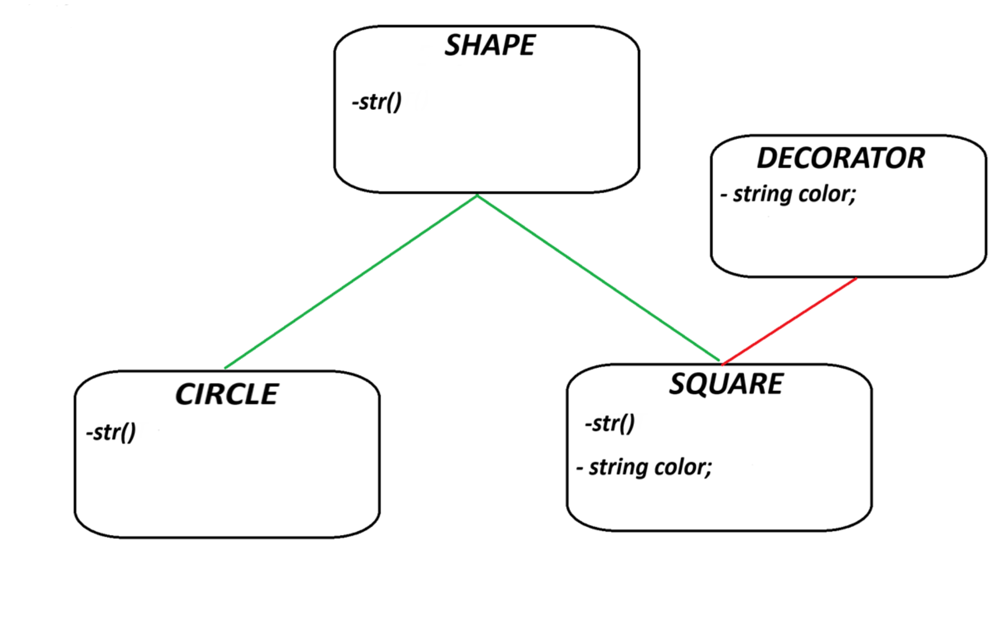 SHAPE
-str()
DECORATOR
- string color;
CIRCLE
-str()
SQUARE
-str()
- string color;